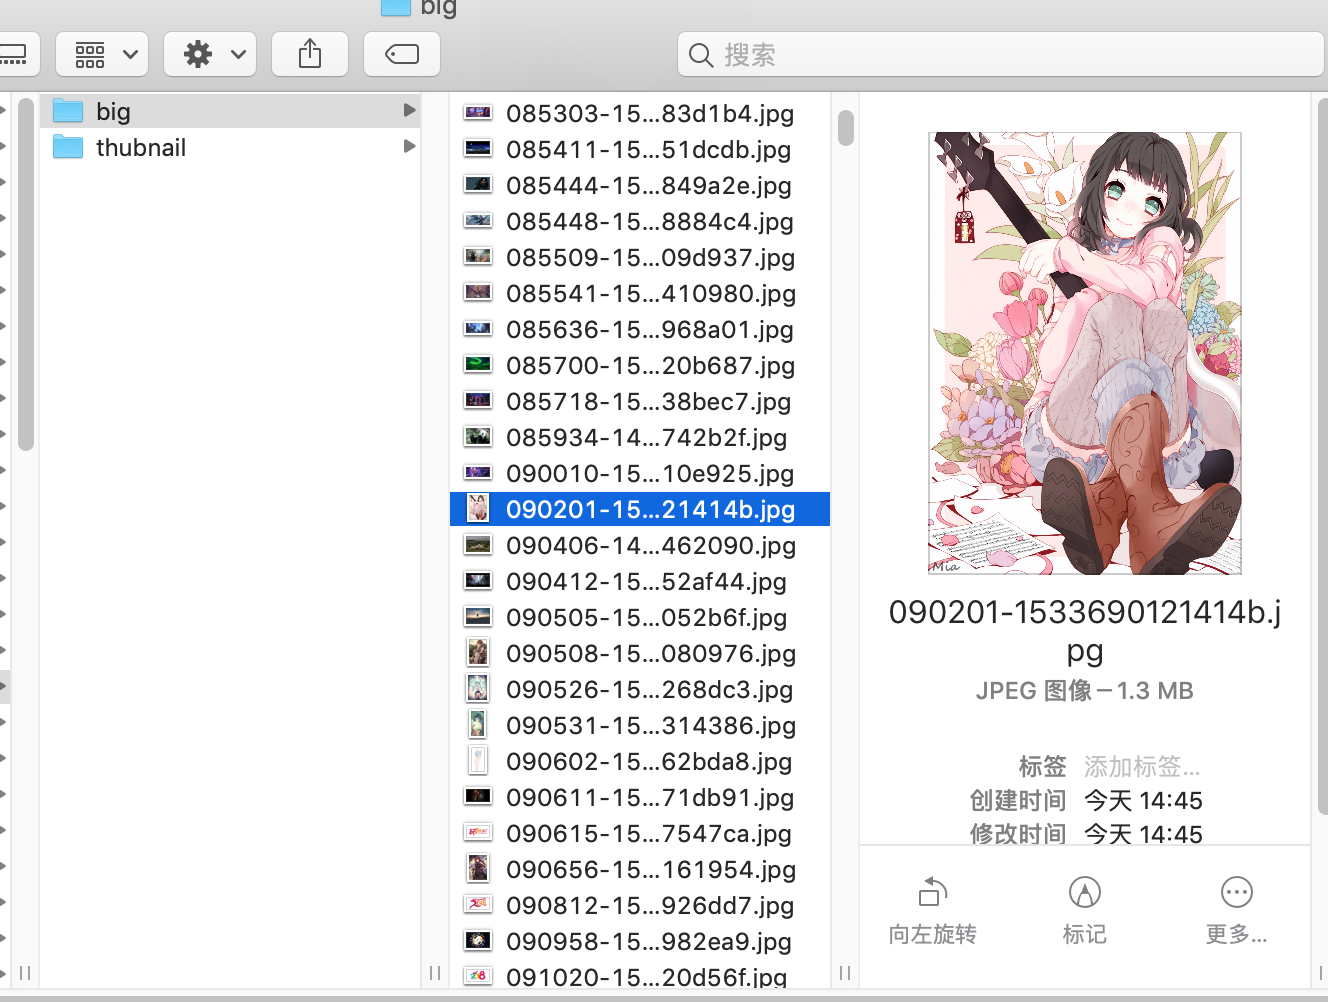 big
搜索
big
thubnail
085303-15...83d1b4.jpg
085411-15...51dcdb.jpg
085444-15...849a2e.jpg
085448-15...8884c4.jpg
085509-15...09d937.jpg
085541-15...410980.jpg
085636-15...968a01.jpg
085700-15...20b687.jpg
085718-15...38bec7.jpg
085934-14...742b2f.jpg
090010-15...10e925.jpg
090201-15...21414b.jpg
090406-14...462090.jpg
090412-15...52af44.jpg
090505-15...052b6f.jpg
090508-15...080976.jpg
090526-15...268dc3.jpg
090531-15...314386.jpg
090602-15...62bda8.jpg
090611-15...71db91.jpg
090615-15...7547ca.jpg
090656-15...161954.jpg
090812-15...926dd7.jpg
090958-15...982ea9.jpg
091020-15...20d56f.jpg
Mia
090201-1533690121414b.j
pg
JPEG 图像 – 1.3 MB
标签 添加标签...
创建时间 今天 14:45
修改时间 今天 14:45
向左旋转
标记
更多...